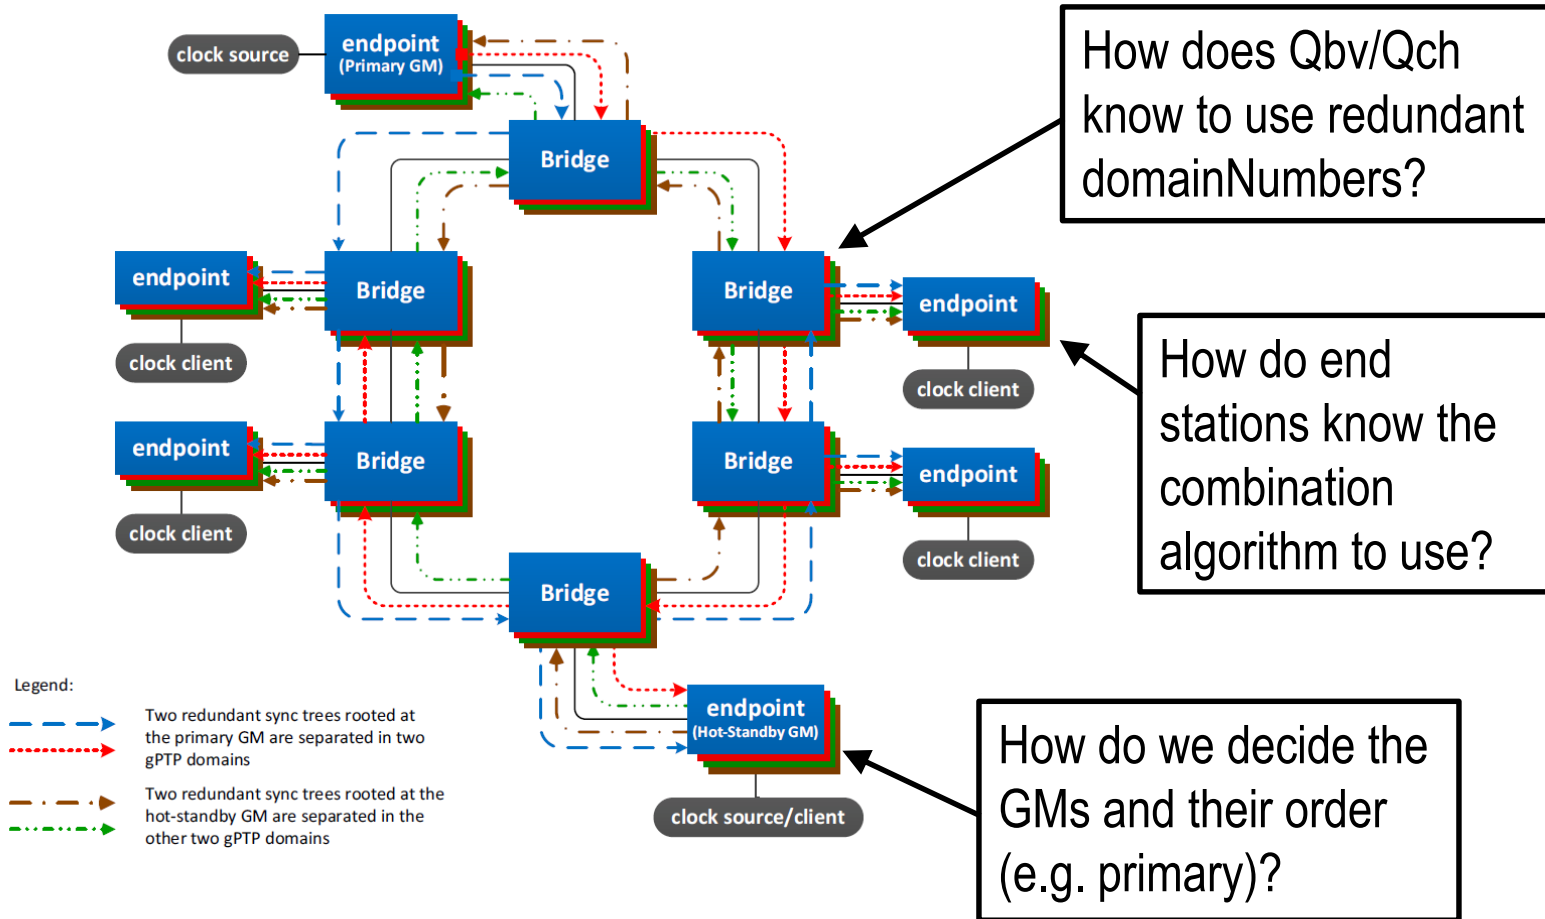 clock source
endpoint
(Primary GM)
Bridge
How does Qbv/Qch
know to use redundant
domainNumbers?
endpoint
Bridge
Bridge
endpoint
clock client
clock client
How do end
stations know the
combination
algorithm to use?
endpoint
Bridge
Bridge
endpoint
clock client
clock client
Bridge
endpoint
(Hot-Standby GM)
clock source/client
How do we decide the
GMs and their order
(e.g. primary)?
Legend:
Two redundant sync trees rooted at
the primary GM are separated in two
gPTP domains
Two redundant sync trees rooted at the
hot-standby GM are separated in the
other two gPTP domains